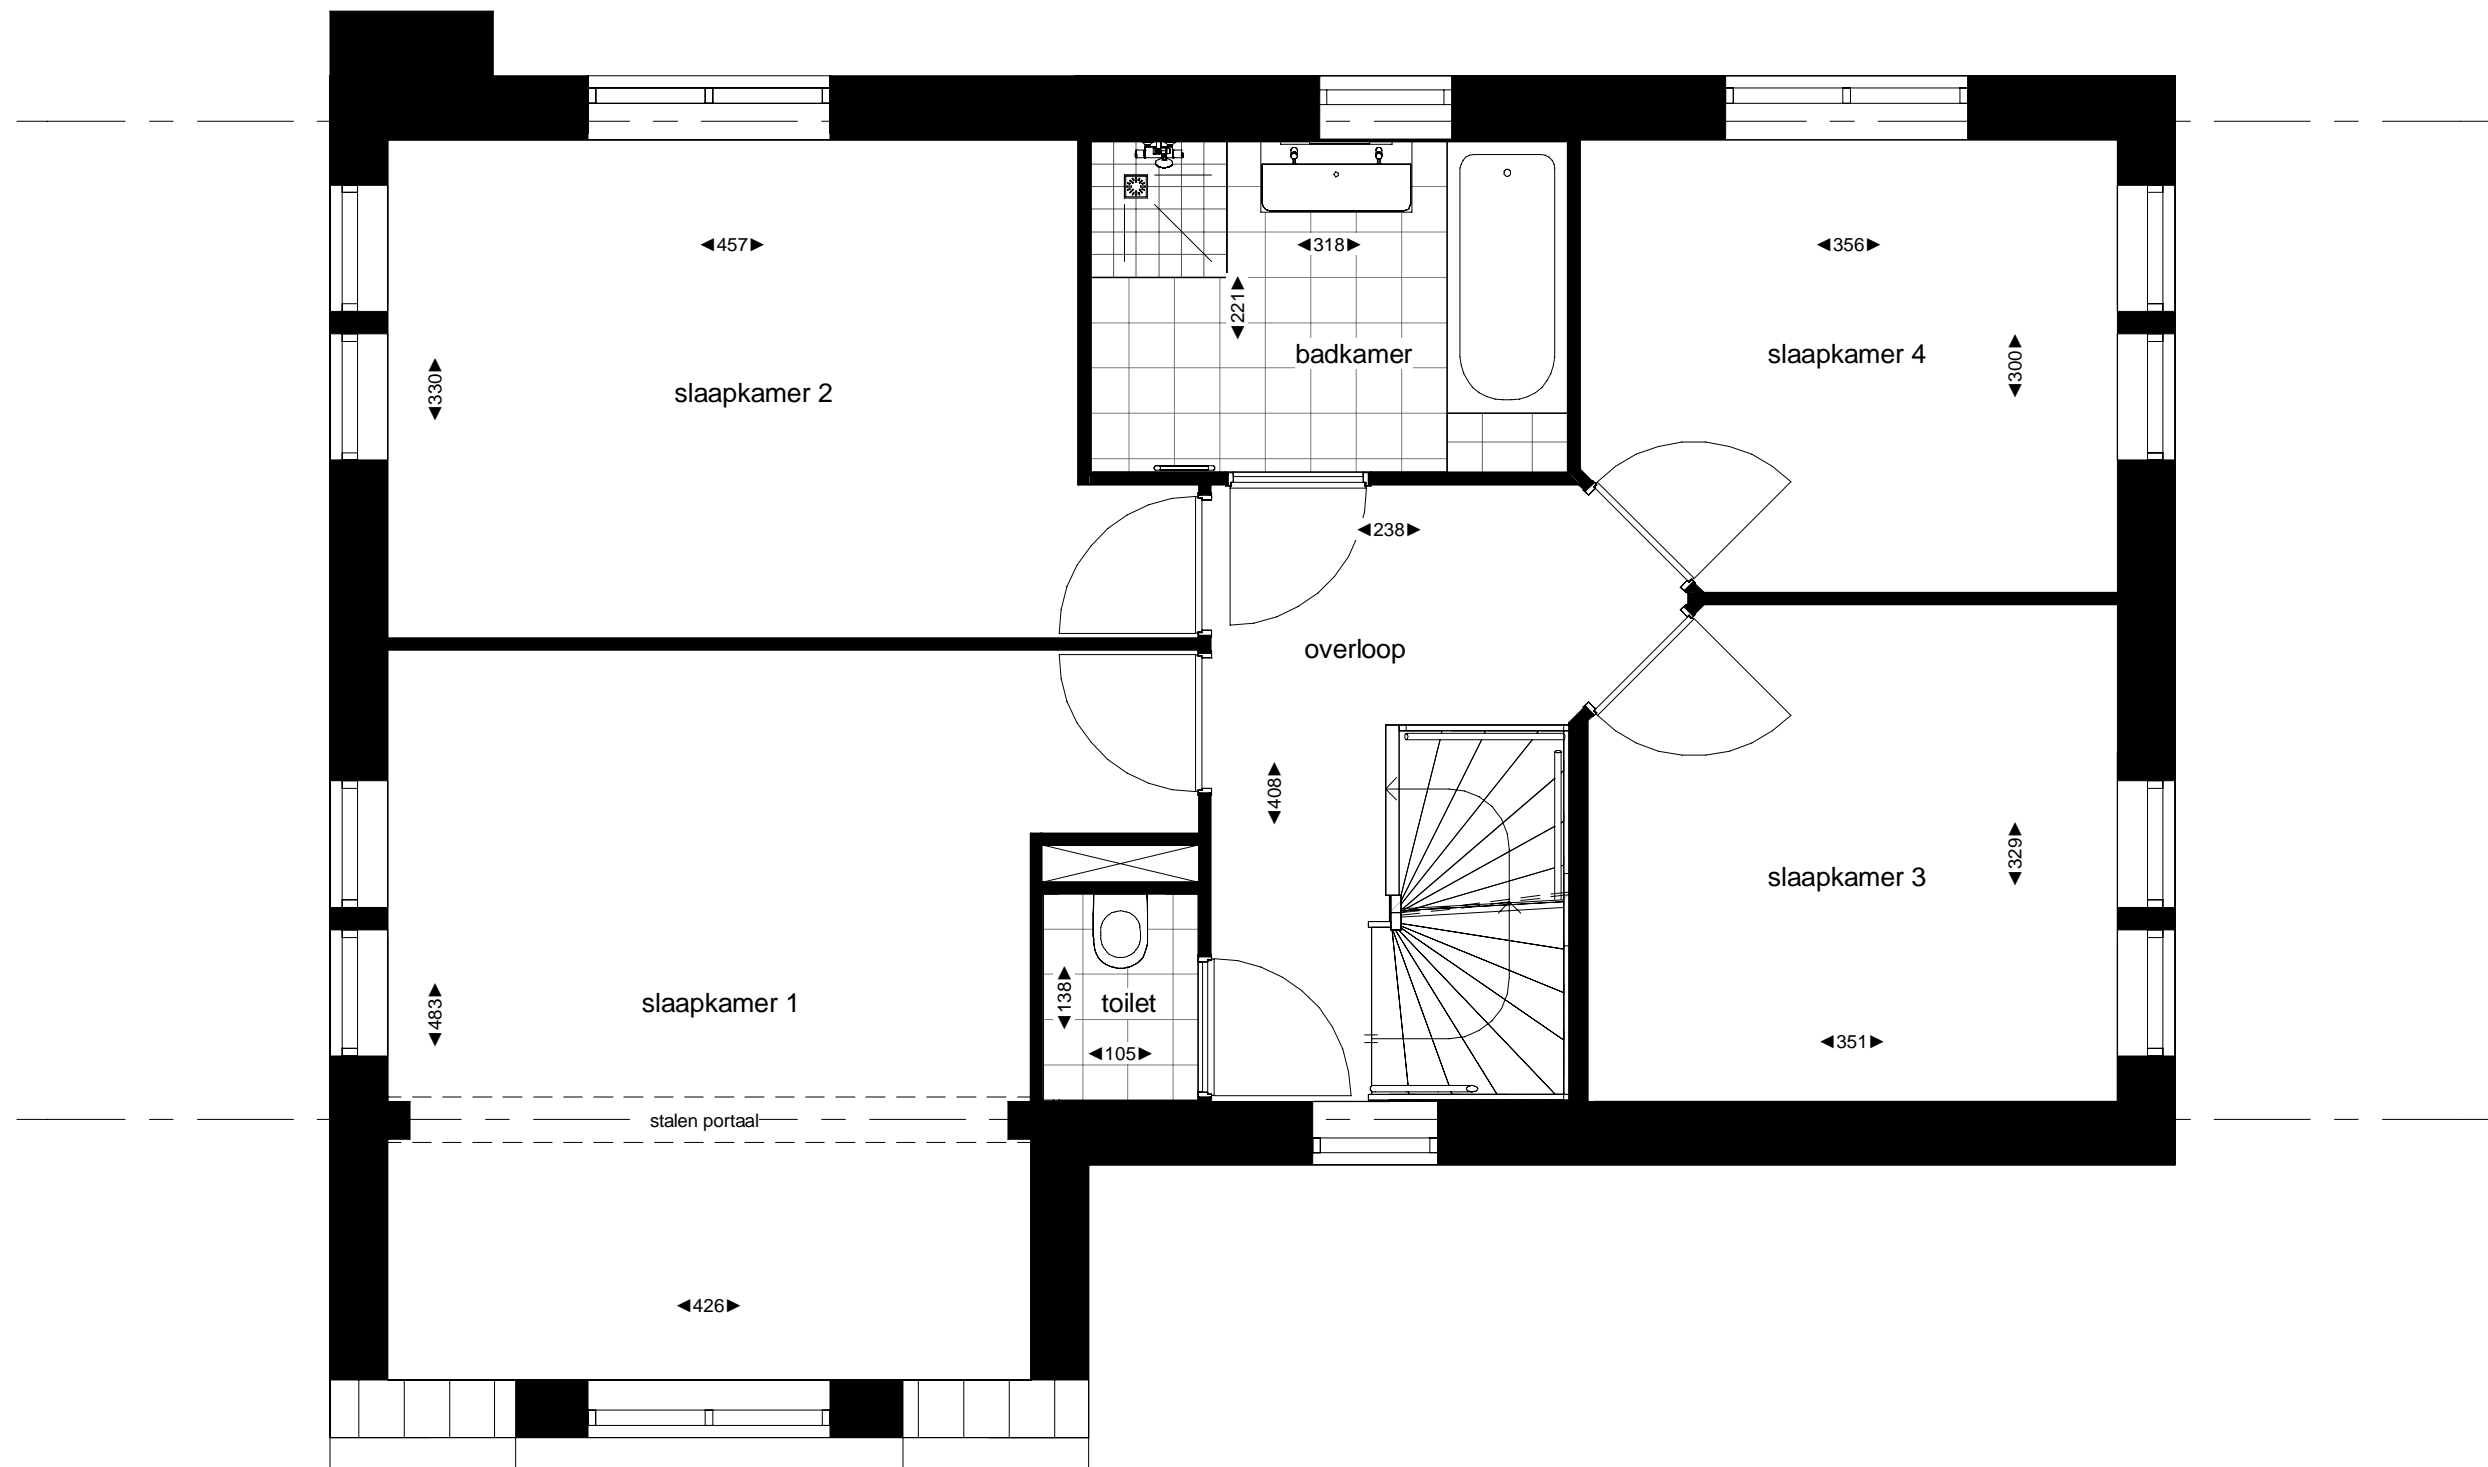 ◄457►
◄318►
◄356►
◄221►
badkamer
slaapkamer 4
◄300►
◄330►
slaapkamer 2
◄238►
overloop
◄408►
slaapkamer 3
◄329►
◄483►
slaapkamer 1
◄138►
toilet
◄105►
◄351►
stalen portaal
◄426►